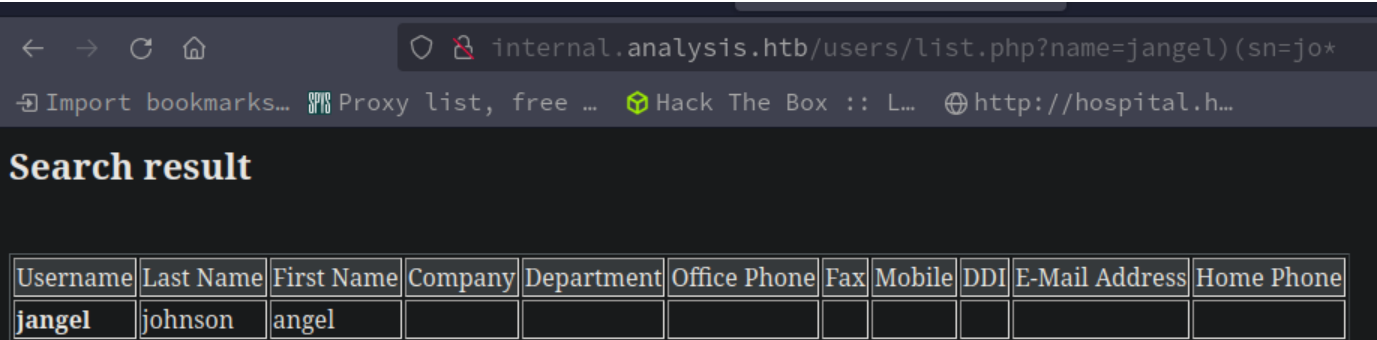 internal.analysis.htb/users/list.php?name=jangel)(sn=jo*
Import bookmarks… SPYS Proxy list, free … Hack The Box :: L… http://hospital.h…
Search result
Username Last Name First Name Company Department Office Phone Fax Mobile DDI E-Mail Address Home Phone
jangel johnson angel